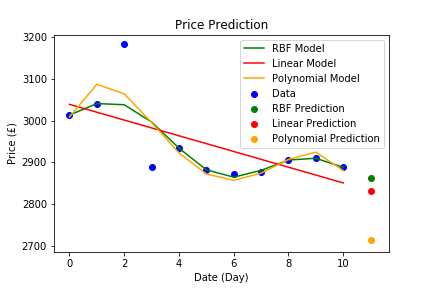 Price Prediction
3200
3100
3000
2900
2800
2700
Price (£)
0
2
4
6
8
10
Date (Day)
RBF Model
Linear Model
Polynomial Model
Data
RBF Prediction
Linear Prediction
Polynomial Prediction